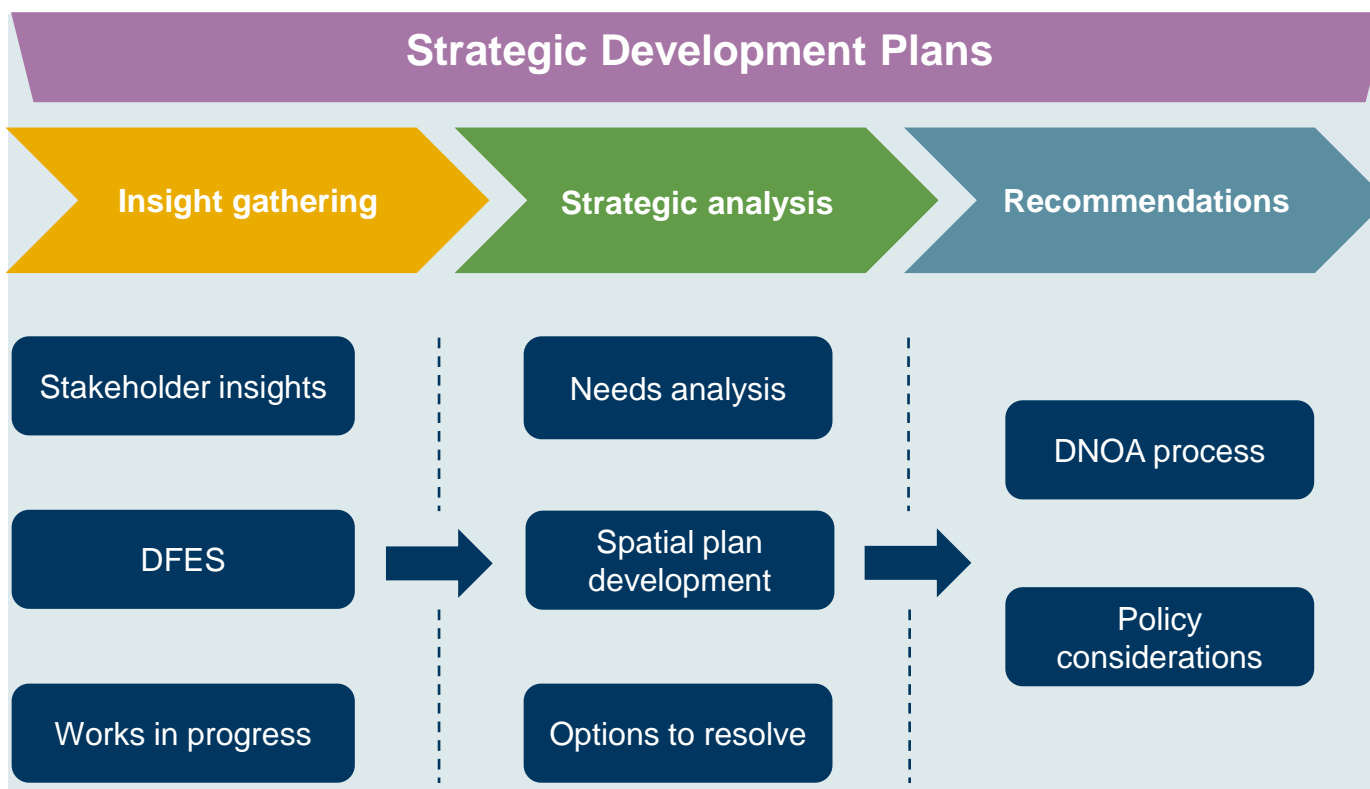 Strategic Development Plans
Insight gathering
Strategic analysis
Recommendations
Stakeholder insights
DFES
Works in progress
Needs analysis
Spatial plan
development
Options to resolve
DNOA process
Policy
considerations